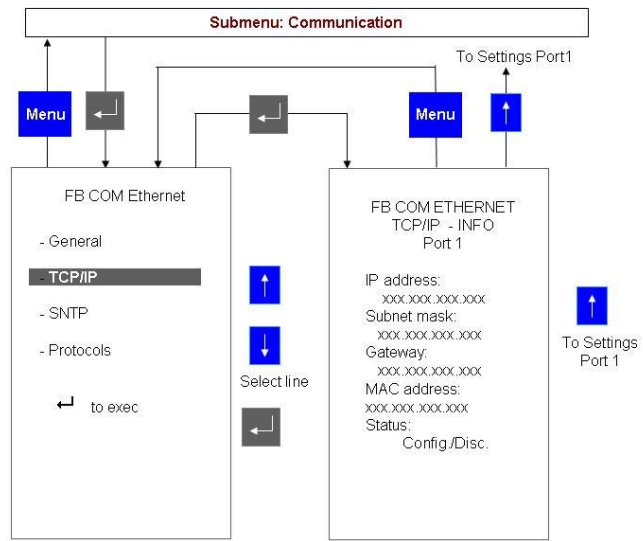 Submenu: Communication
To Settings Port1
Menu
Menu
FB COM Ethernet
- General
- TCP/IP
- SNTP
- Protocols
↵ to exec
Select line
FB COM ETHERNET
TCP/IP - INFO
Port 1
IP address:
xxx.xxx.xxx.xxx
Subnet mask:
xxx.xxx.xxx.xxx
Gateway:
xxx.xxx.xxx.xxx
MAC address:
xxx.xxx.xxx.xxx
Status:
Config./Disc.
To Settings
Port 1